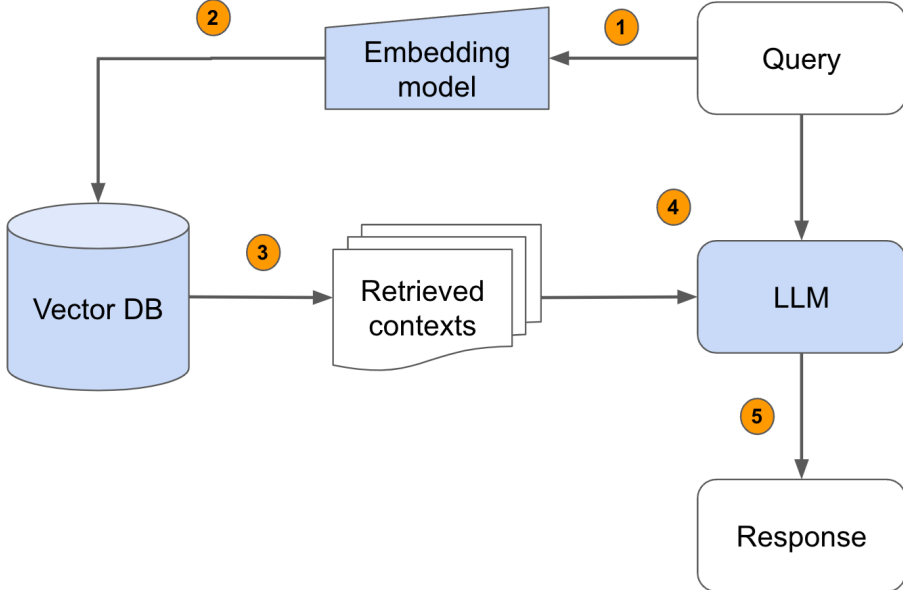 2
1
Embedding
model
Query
4
3
Vector DB
Retrieved
contexts
LLM
5
Response